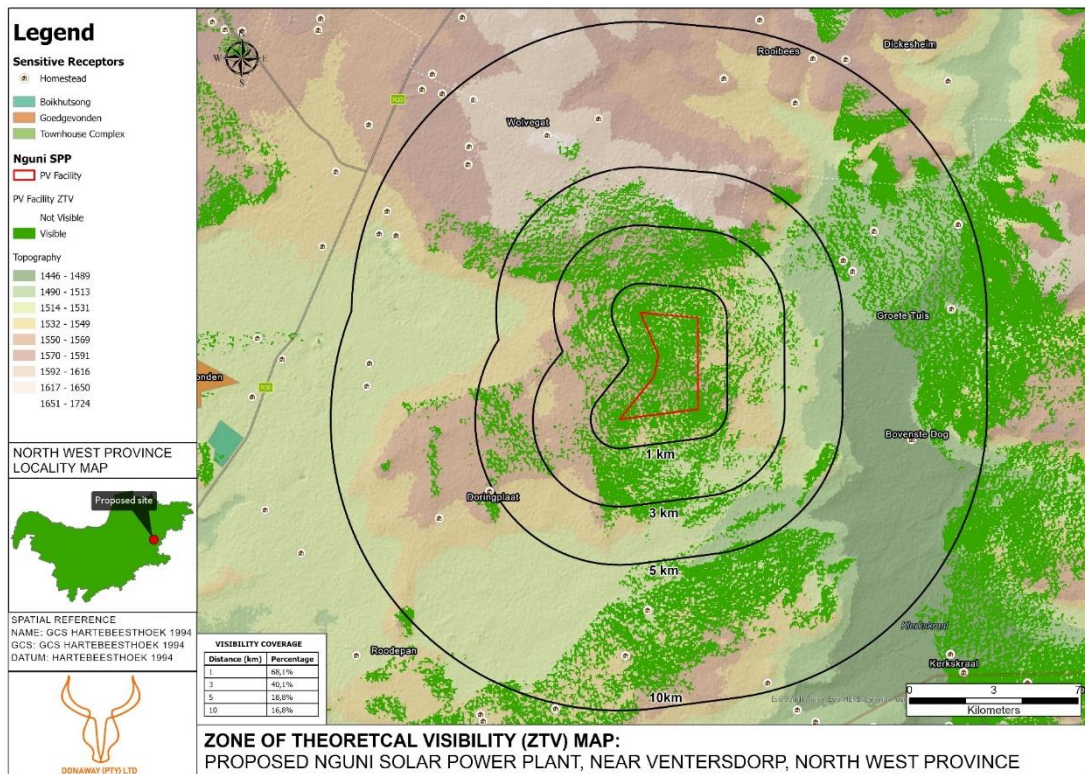 Legend
Sensitive Receptors
Homestead
Boikhutsong
Goedgevonden
Townhouse Complex
Nguni SPP
PV Facility
PV Facility ZTV
Not Visible
Visible
Topography
1446 - 1489
1490 - 1513
1514 - 1531
1532 - 1549
1550 - 1569
1570 - 1591
1592 - 1616
1617 - 1650
1651 - 1724
NORTH WEST PROVINCE
LOCALITY MAP
Proposed site
SPATIAL REFERENCE
NAME: GCS HARTEBEESTHOEK 1994
GCS: GCS HARTEBEESTHOEK 1994
DATUM: HARTEBEESTHOEK 1994
DONAWAY (PTY) LTD
W E
S
Rooibees
Dickesheim
R30
Wolvegat
Groete Tuis
onden
R30
Bovenste Dog
1 km
Doringplaat
3 km
5 km
Klerkskraal
Roodepan
Kerkskraal
10km
VISIBILITY COVERAGE
Distance (km) Percentage
1 68,1%
3 40,1%
5 18,8%
10 16,8%
0 3 7
Kilometers
ZONE OF THEORETCAL VISIBILITY (ZTV) MAP:
PROPOSED NGUNI SOLAR POWER PLANT, NEAR VENTERSDORP, NORTH WEST PROVINCE